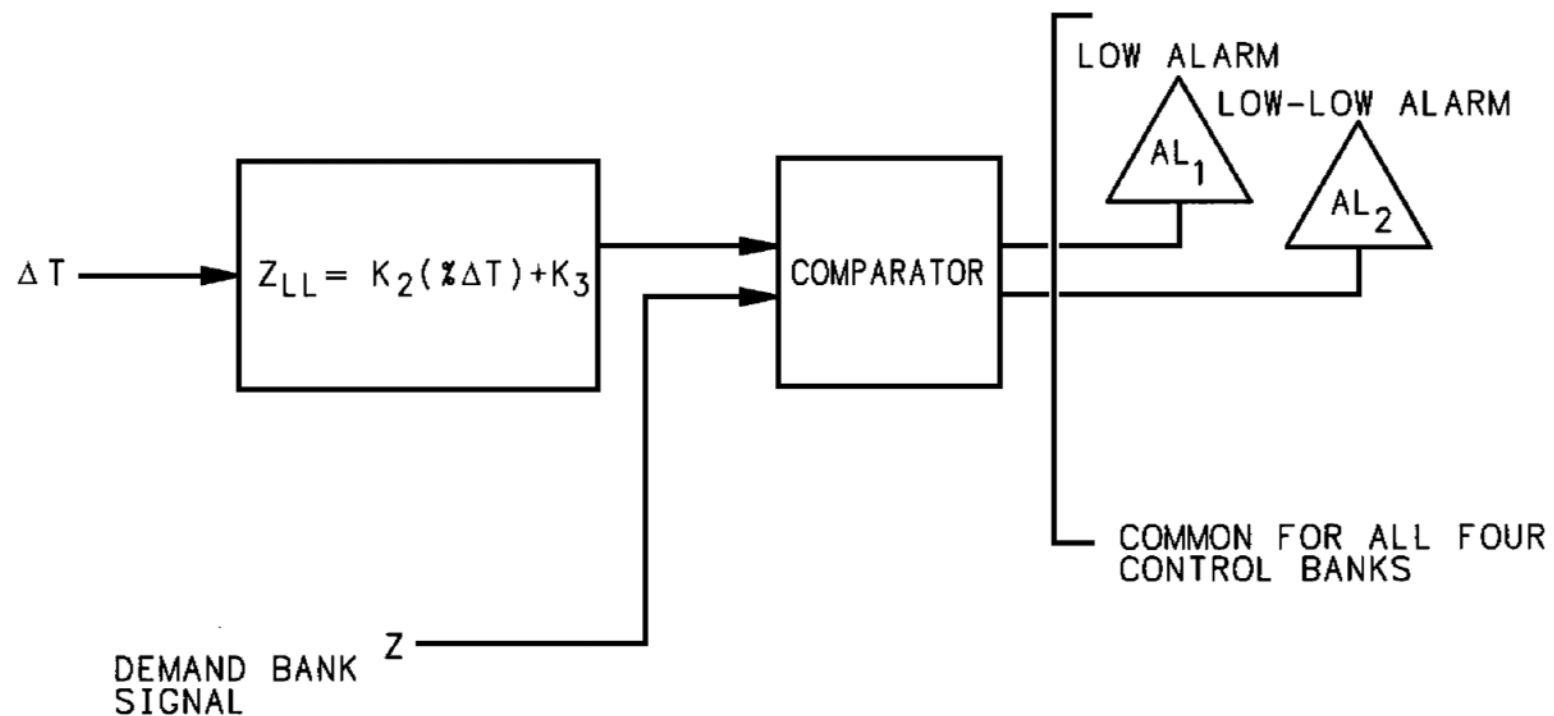 LOW ALARM
LOW-LOW ALARM
AL1
AL2
ΔT
ZLL = K2(%ΔT)+K3
COMPARATOR
COMMON FOR ALL FOUR
CONTROL BANKS
Z
DEMAND BANK
SIGNAL